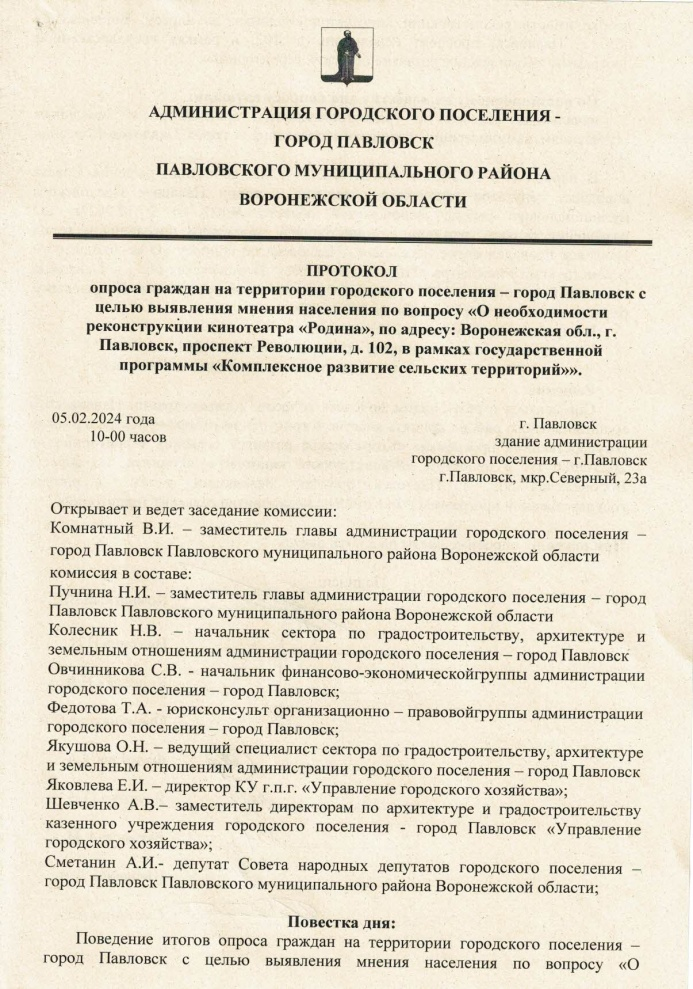 АДМИНИСТРАЦИЯ ГОРОДСКОГО ПОСЕЛЕНИЯ -
ГОРОД ПАВЛОВСК
ПАВЛОВСКОГО МУНИЦИПАЛЬНОГО РАЙОНА
ВОРОНЕЖСКОЙ ОБЛАСТИ
ПРОТОКОЛ
опроса граждан на территории городского поселения – город Павловск с
целью выявления мнения населения по вопросу «О необходимости
реконструкции кинотеатра «Родина», по адресу: Воронежская обл., г.
Павловск, проспект Революции, д. 102, в рамках государственной
программы «Комплексное развитие сельских территорий»».
05.02.2024 года
10-00 часов
г. Павловск
здание администрации
городского поселения – г.Павловск
г.Павловск, мкр.Северный, 23а
Открывает и ведет заседание комиссии:
Комнатный В.И. – заместитель главы администрации городского поселения –
город Павловск Павловского муниципального района Воронежской области
комиссия в составе:
Пучнина Н.И. – заместитель главы администрации городского поселения – город
Павловск Павловского муниципального района Воронежской области
Колесник Н.В. – начальник сектора по градостроительству, архитектуре и
земельным отношениям администрации городского поселения – город Павловск
Овчинникова С.В. - начальник финансово-экономическойгруппы администрации
городского поселения – город Павловск;
Федотова Т.А. - юрисконсульт организационно – правовойгруппы администрации
городского поселения – город Павловск;
Якушова О.Н. – ведущий специалист сектора по градостроительству, архитектуре
и земельным отношениям администрации городского поселения – город Павловск
Яковлева Е.И. – директор КУ г.п.г. «Управление городского хозяйства»;
Шевченко А.В.– заместитель директорам по архитектуре и градостроительству
казенного учреждения городского поселения - город Павловск «Управление
городского хозяйства»;
Сметанин А.И.- депутат Совета народных депутатов городского поселения –
город Павловск Павловского муниципального района Воронежской области;
Повестка дня:
Поведение итогов опроса граждан на территории городского поселения –
город Павловск с целью выявления мнения населения по вопросу «О